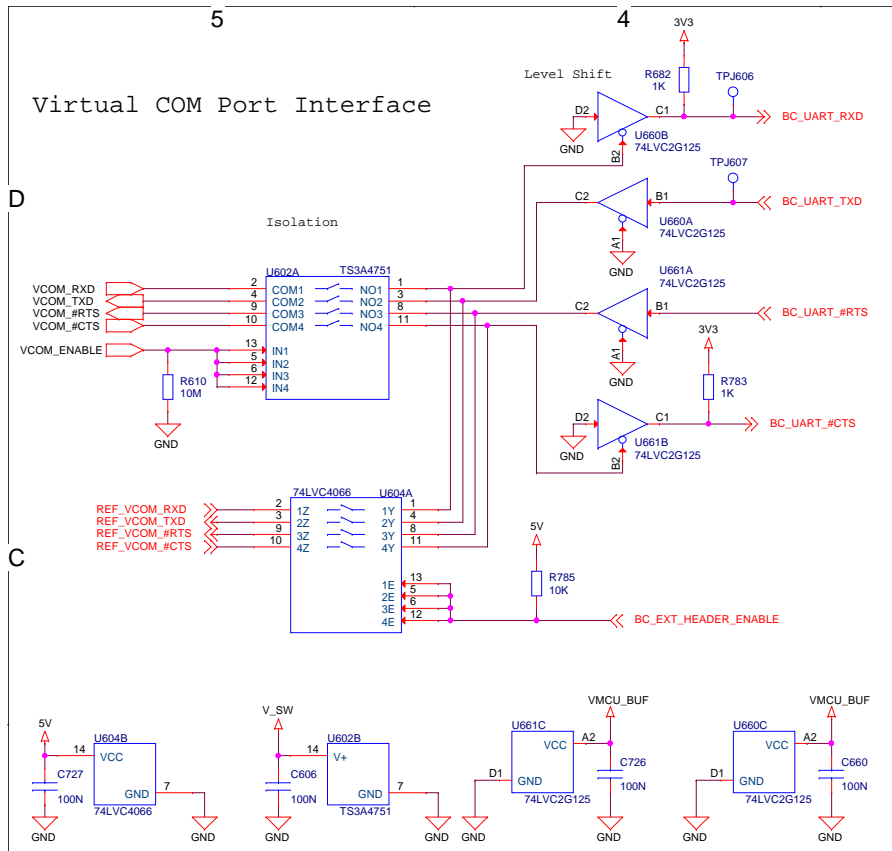 5 4
3V3
Level Shift
R682
1K
TPJ606
Virtual COM Port Interface
D2 C1
BC_UART_RXD
GND
B2
U660B
74LVC2G125
TPJ607
D
C2 B1
BC_UART_TXD
Isolation
A1
U660A
74LVC2G125
GND
U602A TS3A4751
U661A
74LVC2G125
VCOM_RXD 2 COM1 NO1 1
VCOM_TXD 4 COM2 NO2 3
VCOM_#RTS 9 COM3 NO3 8
VCOM_#CTS 10 COM4 NO4 11
C2 B1
BC_UART_#RTS
A1
GND
3V3
VCOM_ENABLE 13 IN1
5 IN2
6 IN3
12 IN4
R610
10M
GND
R783
1K
D2 C1
BC_UART_#CTS
GND
B2
U661B
74LVC2G125
74LVC4066 U604A
REF_VCOM_RXD 2 1Z 1Y 1
REF_VCOM_TXD 3 2Z 2Y 4
REF_VCOM_#RTS 9 3Z 3Y 8
REF_VCOM_#CTS 10 4Z 4Y 11
5V
C
1E 13
2E 5
3E 6
4E 12
R785
10K
BC_EXT_HEADER_ENABLE
5V
U604B
14 VCC
C727
100N
GND 7
74LVC4066
GND GND
V_SW
U602B
14 V+
C606
100N
GND 7
TS3A4751
GND GND
VMCU_BUF
U661C
VCC A2
D1 GND
C726
100N
74LVC2G125
GND GND
VMCU_BUF
U660C
VCC A2
D1 GND
C660
100N
74LVC2G125
GND GND